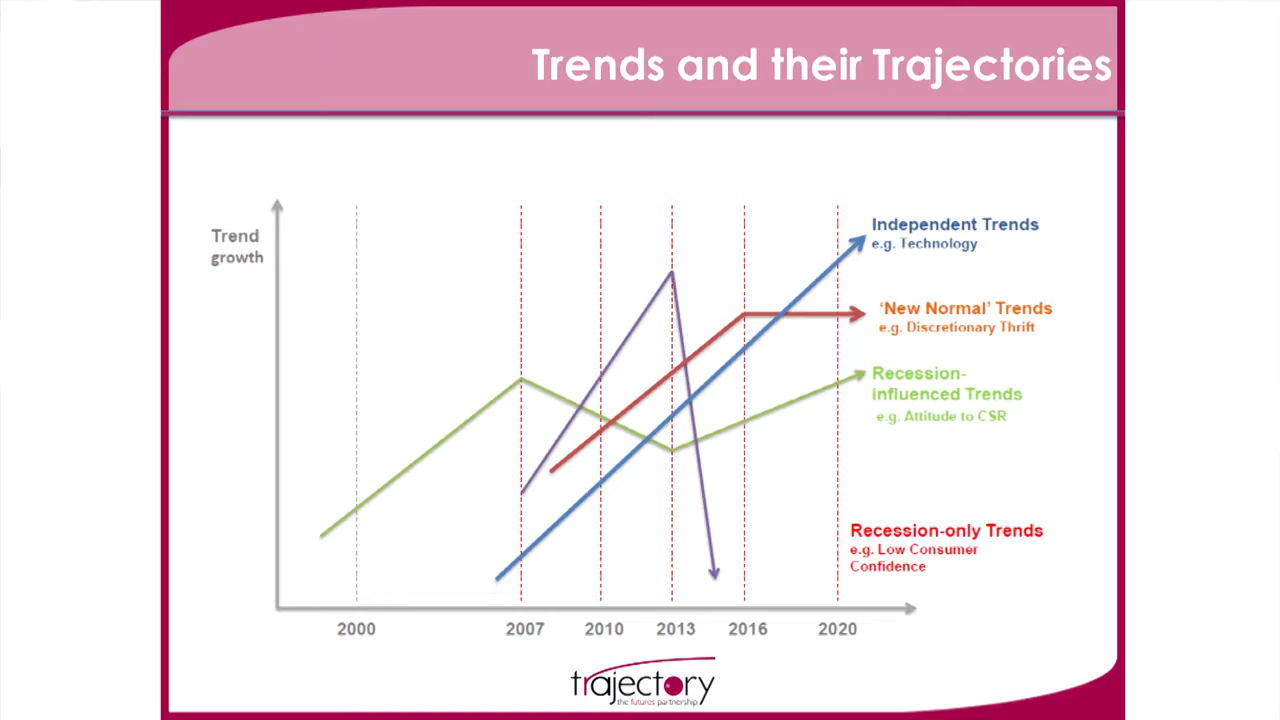 Trends and their Trajectories
Trend
growth
Independent Trends
e.g. Technology
‘New Normal’ Trends
e.g. Discretionary Thrift
Recession-
influenced Trends
e.g. Attitude to CSR
Recession-only Trends
e.g. Low Consumer
Confidence
2000 2007 2010 2013 2016 2020
trajectory
the futures partnership